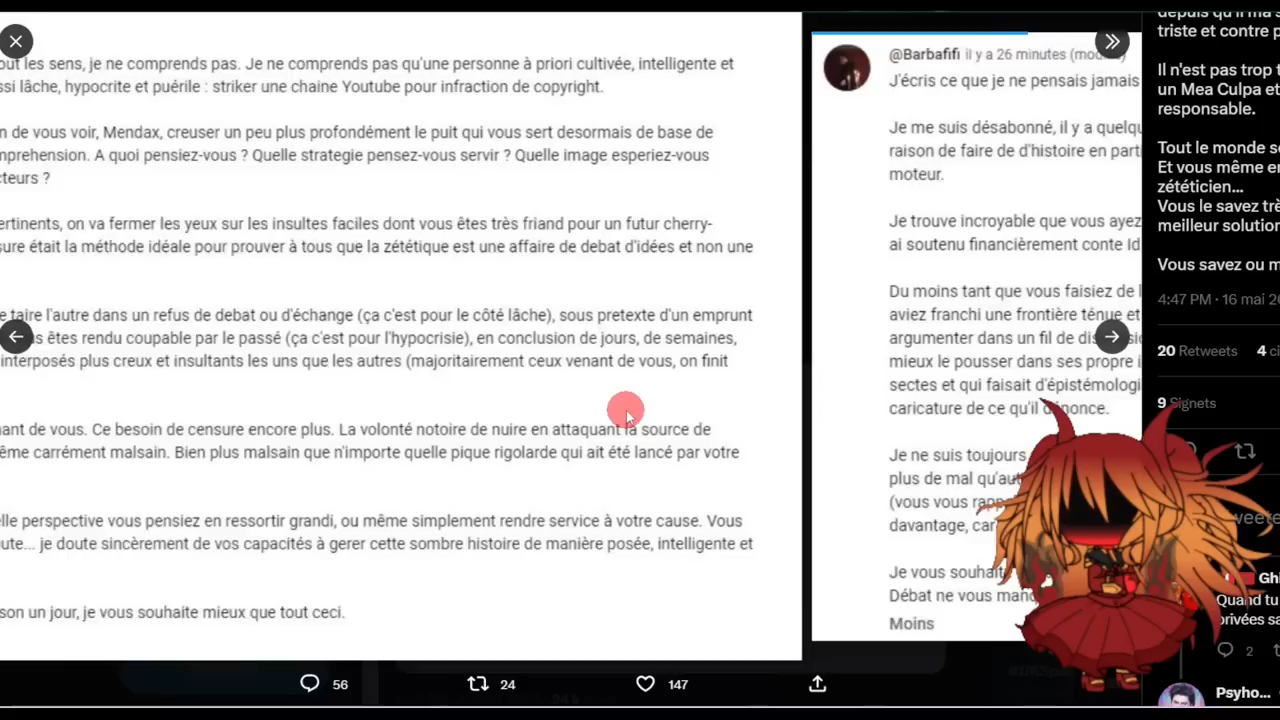 out les sens, je ne comprends pas. Je ne comprends pas qu'une personne à priori cultivée, intelligente et
ssi lâche, hypocrite et puérile : striker une chaine Youtube pour infraction de copyright.
n de vous voir, Mendax, creuser un peu plus profondément le puit qui vous sert desormais de base de
mprehension. A quoi pensiez-vous ? Quelle strategie pensez-vous servir ? Quelle image esperiez-vous
cteurs ?
ertinents, on va fermer les yeux sur les insultes faciles dont vous êtes très friand pour un futur cherry-
sure était la méthode idéale pour prouver à tous que la zététique est une affaire de debat d'idées et non une
e taire l'autre dans un refus de debat ou d'échange (ça c'est pour le côté lâche), sous pretexte d'un emprunt
s êtes rendu coupable par le passé (ça c'est pour l'hypocrisie), en conclusion de jours, de semaines,
interposés plus creux et insultants les uns que les autres (majoritairement ceux venant de vous, on finit
nant de vous. Ce besoin de censure encore plus. La volonté notoire de nuire en attaquant la source de
ême carrément malsain. Bien plus malsain que n'importe quelle pique rigolarde qui ait été lancé par votre
elle perspective vous pensiez en ressortir grandi, ou même simplement rendre service à votre cause. Vous
ute... je doute sincèrement de vos capacités à gerer cette sombre histoire de manière posée, intelligente et
son un jour, je vous souhaite mieux que tout ceci.
56
24
147
@Barbafifi il y a 26 minutes
J'écris ce que je ne pensais jamais
Je me suis désabonné, il y a quelqu
raison de faire de d'histoire en part
moteur.
Je trouve incroyable que vous ayez
ai soutenu financièrement conte Id
Du moins tant que vous faisiez de l
aviez franchi une frontière ténue et
argumenter dans un fil de
mieux le pousser dans ses propre i
sectes et qui faisait d'épistémologi
caricature de ce qu'il dénonce.
Je ne suis toujours
plus de mal qu'au
(vous vous
davantage, car
Je vous souhait
Débat ne vous
Moins
triste et contre p
Il n'est pas trop t
un Mea Culpa et
responsable.
Tout le monde s
Et vous même e
zététicien...
Vous le savez trè
meilleur solution
Vous savez ou m
4:47 PM · 16 mai 20
20 Retweets 4 ci
9 Signets
weete
Ghi
Quand tu
privées sa
2
Psyho...